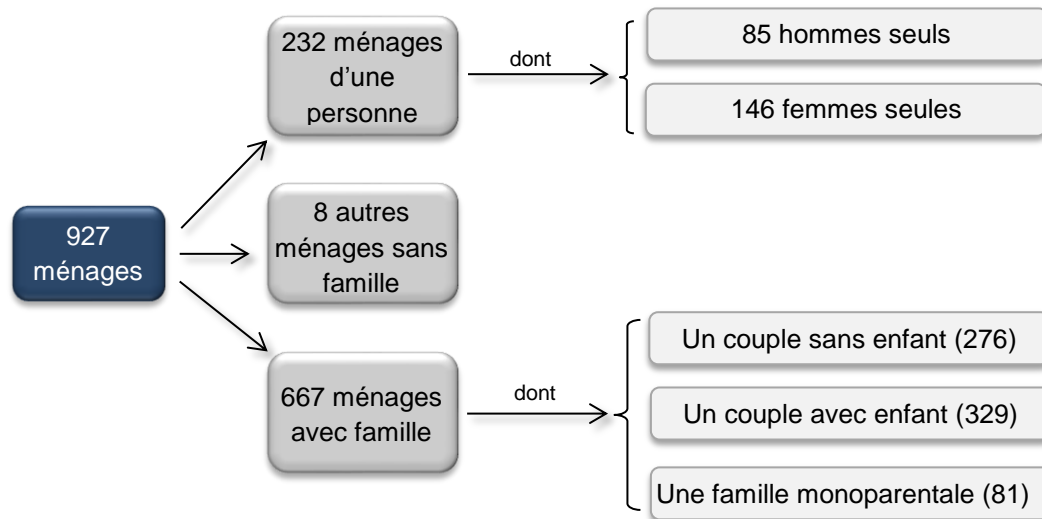 927
ménages
232 ménages
d'une
personne
dont
85 hommes seuls
146 femmes seules
8 autres
ménages sans
famille
667 ménages
avec famille
dont
Un couple sans enfant (276)
Un couple avec enfant (329)
Une famille monoparentale (81)